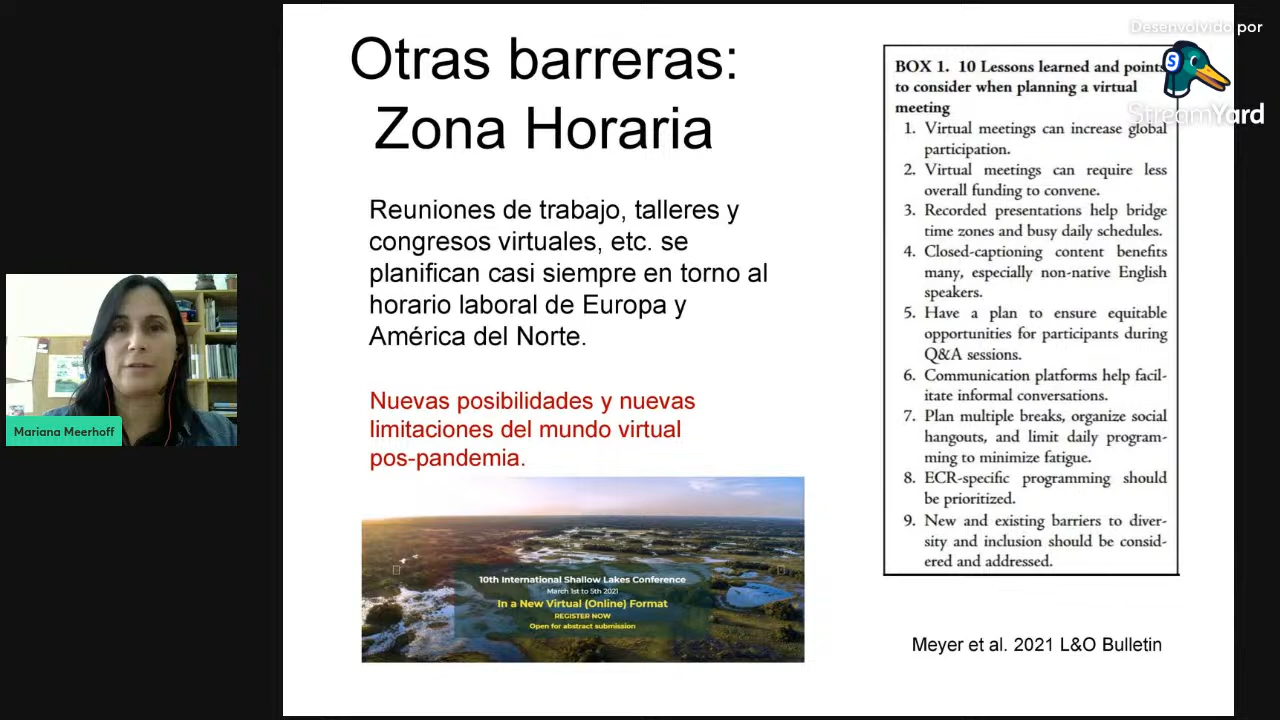 Otras barreras:
Zona Horaria
Reuniones de trabajo, talleres y
congresos virtuales, etc. se
planifican casi siempre en torno al
horario laboral de Europa y
América del Norte.
Nuevas posibilidades y nuevas
limitaciones del mundo virtual
pos-pandemia.
10th International Shallow Lakes Conference
March 1st to 5th 2021
In a New Virtual (Online) Format
REGISTER NOW
Open for abstract submission
BOX 1. 10 Lessons learned and points
to consider when planning a virtual
meeting
1. Virtual meetings can increase global
participation.
2. Virtual meetings can require less
overall funding to convene.
3. Recorded presentations help bridge
time zones and busy daily schedules.
4. Closed-captioning content benefits
many, especially non-native English
speakers.
5. Have a plan to ensure equitable
opportunities for participants during
Q&A sessions.
6. Communication platforms help facil-
itate informal conversations.
7. Plan multiple breaks, organize social
hangouts, and limit daily program-
ming to minimize fatigue.
8. ECR-specific programming should
be prioritized.
9. New and existing barriers to diver-
sity and inclusion should be consid-
ered and addressed.
Meyer et al. 2021 L&O Bulletin
Mariana Meerhoff
Desenvolvido por
S
StreamYard